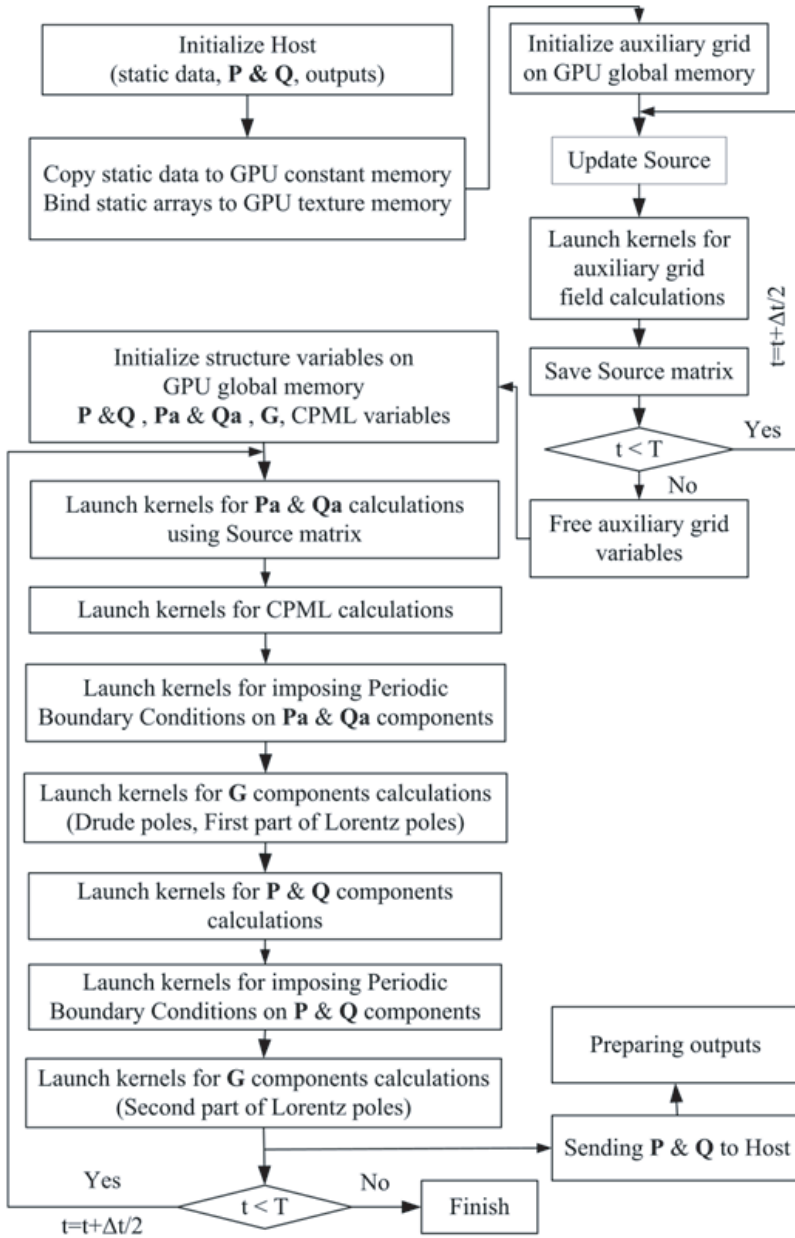 Initialize Host
(static data, P & Q, outputs)
Copy static data to GPU constant memory
Bind static arrays to GPU texture memory
Initialize auxiliary grid
on GPU global memory
Update Source
Launch kernels for
auxiliary grid
field calculations
Save Source matrix
t < T
Yes
t=t+Δt/2
No
Free auxiliary grid
variables
Initialize structure variables on
GPU global memory
P &Q , Pa & Qa , G, CPML variables
Launch kernels for Pa & Qa calculations
using Source matrix
Launch kernels for CPML calculations
Launch kernels for imposing Periodic
Boundary Conditions on Pa & Qa components
Launch kernels for G components calculations
(Drude poles, First part of Lorentz poles)
Launch kernels for P & Q components
calculations
Launch kernels for imposing Periodic
Boundary Conditions on P & Q components
Launch kernels for G components calculations
(Second part of Lorentz poles)
Preparing outputs
Sending P & Q to Host
Yes
t=t+Δt/2
t < T
No
Finish